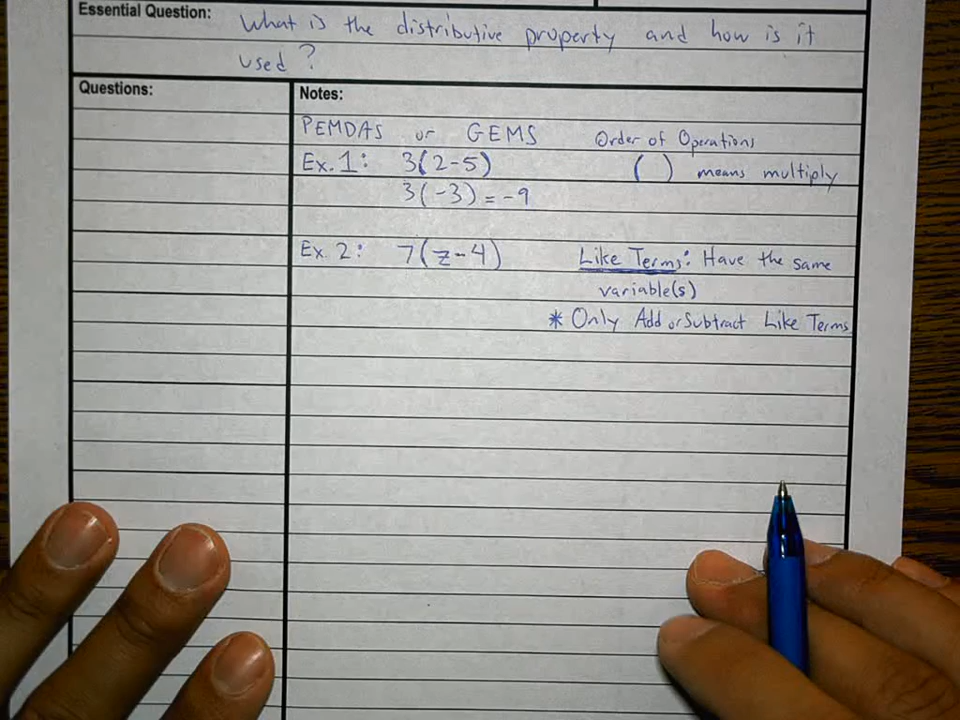 Essential Question: What is the distributive property and how is it
used?
Questions:
Notes:
PEMDAS or GEMS Order of Operations
Ex. 1: 3(2-5) ( ) means multiply
3(-3) = -9
Ex. 2: 7(z-4) Like Terms: Have the same
variable(s)
* Only Add or Subtract Like Terms